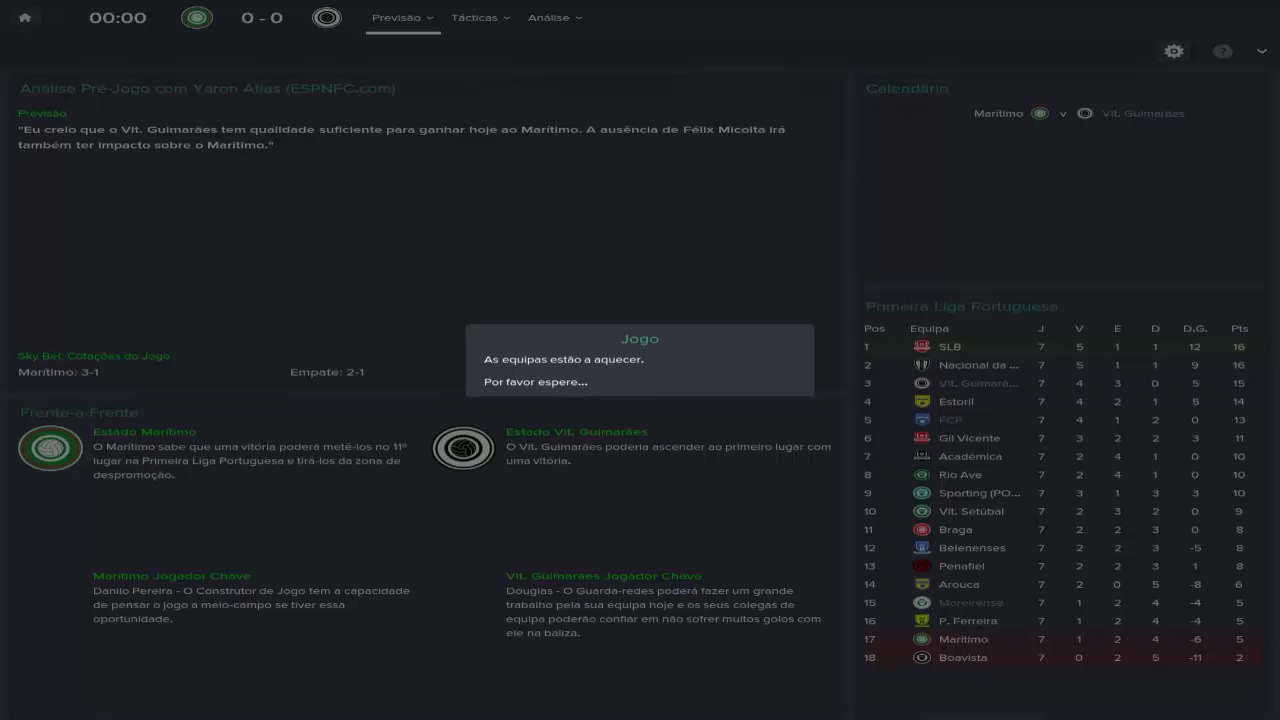 00:00 0 - 0 Previsão Tácticas Análise
?
Análise Pré-Jogo com Yaron Atlas (ESPNFC.com)
Previsão
"Eu creio que o Vit. Guimarães tem qualidade suficiente para ganhar hoje ao Marítimo. A ausência de Félix Micolta irá
também ter impacto sobre o Marítimo."
Sky Bet: Cotações do Jogo
Marítimo: 3-1 Empate: 2-1
Jogo
As equipas estão a aquecer.
Por favor espere...
Frente-a-Frente
Estado Marítimo
O Marítimo sabe que uma vitória poderá metê-los no 11º
lugar na Primeira Liga Portuguesa e tirá-los da zona de
despromoção.
Estado Vit. Guimarães
O Vit. Guimarães poderia ascender ao primeiro lugar com
uma vitória.
Marítimo Jogador Chave
Danilo Pereira - O Construtor de Jogo tem a capacidade
de pensar o jogo a meio-campo se tiver essa
oportunidade.
Vit. Guimarães Jogador Chave
Douglas - O Guarda-redes poderá fazer um grande
trabalho pela sua equipa hoje e os seus colegas de
equipa poderão confiar em não sofrer muitos golos com
ele na baliza.
Calendário
Marítimo v Vit. Guimarães
Primeira Liga Portuguesa
Pos Equipa J V E D D.G. Pts
1 SLB 7 5 1 1 12 16
2 Nacional da ... 7 5 1 1 9 16
3 Vit. Guimarã... 7 4 3 0 5 15
4 Estoril 7 4 2 1 5 14
5 FCP 7 4 1 2 0 13
6 Gil Vicente 7 3 2 2 3 11
7 Académica 7 2 4 1 0 10
8 Rio Ave 7 2 4 1 0 10
9 Sporting (PO... 7 3 1 3 3 10
10 Vit. Setúbal 7 2 3 2 0 9
11 Braga 7 2 2 3 0 8
12 Belenenses 7 2 2 3 -5 8
13 Penafiel 7 2 2 3 1 8
14 Arouca 7 2 0 5 -8 6
15 Moreirense 7 1 2 4 -4 5
16 P. Ferreira 7 1 2 4 -4 5
17 Marítimo 7 1 2 4 -6 5
18 Boavista 7 0 2 5 -11 2